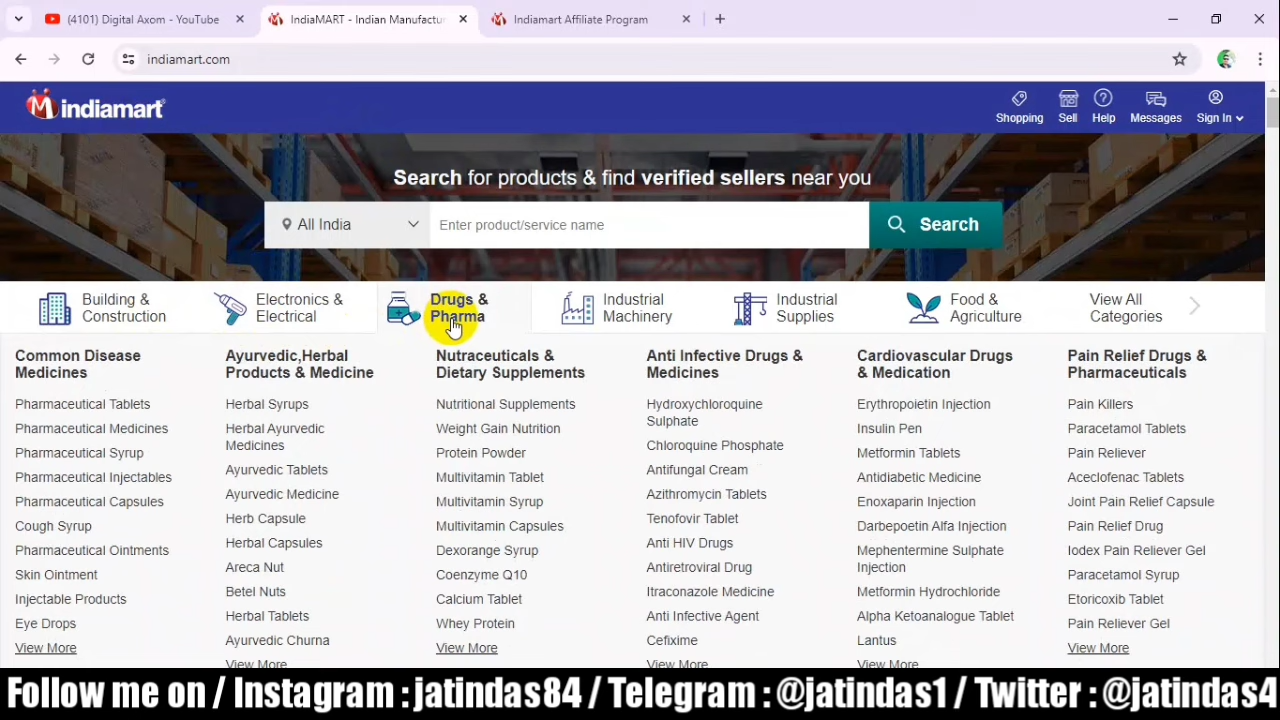 (4101) Digital Axom - YouTube
IndiaMART - Indian Manufactur
Indiamart Affiliate Program
indiamart.com
indiamart
Shopping
Sell
Help
Messages
Sign In
Search for products & find verified sellers near you
All India
Enter product/service name
Search
Building &
Construction
Electronics &
Electrical
Drugs &
Pharma
Industrial
Machinery
Industrial
Supplies
Food &
Agriculture
View All
Categories
Common Disease
Medicines
Pharmaceutical Tablets
Pharmaceutical Medicines
Pharmaceutical Syrup
Pharmaceutical Injectables
Pharmaceutical Capsules
Cough Syrup
Pharmaceutical Ointments
Skin Ointment
Injectable Products
Eye Drops
View More
Ayurvedic,Herbal
Products & Medicine
Herbal Syrups
Herbal Ayurvedic
Medicines
Ayurvedic Tablets
Ayurvedic Medicine
Herb Capsule
Herbal Capsules
Areca Nut
Betel Nuts
Herbal Tablets
Ayurvedic Churna
View More
Nutraceuticals &
Dietary Supplements
Nutritional Supplements
Weight Gain Nutrition
Protein Powder
Multivitamin Tablet
Multivitamin Syrup
Multivitamin Capsules
Dexorange Syrup
Coenzyme Q10
Calcium Tablet
Whey Protein
View More
Anti Infective Drugs &
Medicines
Hydroxychloroquine
Sulphate
Chloroquine Phosphate
Antifungal Cream
Azithromycin Tablets
Tenofovir Tablet
Anti HIV Drugs
Antiretroviral Drug
Itraconazole Medicine
Anti Infective Agent
Cefixime
View More
Cardiovascular Drugs
& Medication
Erythropoietin Injection
Insulin Pen
Metformin Tablets
Antidiabetic Medicine
Enoxaparin Injection
Darbepoetin Alfa Injection
Mephentermine Sulphate
Injection
Metformin Hydrochloride
Alpha Ketoanalogue Tablet
Lantus
View More
Pain Relief Drugs &
Pharmaceuticals
Pain Killers
Paracetamol Tablets
Pain Reliever
Aceclofenac Tablets
Joint Pain Relief Capsule
Pain Relief Drug
Iodex Pain Reliever Gel
Paracetamol Syrup
Etoricoxib Tablet
Pain Reliever Gel
View More
Follow me on / Instagram : jatindas84 / Telegram : @jatindas1 / Twitter : @jatindas4